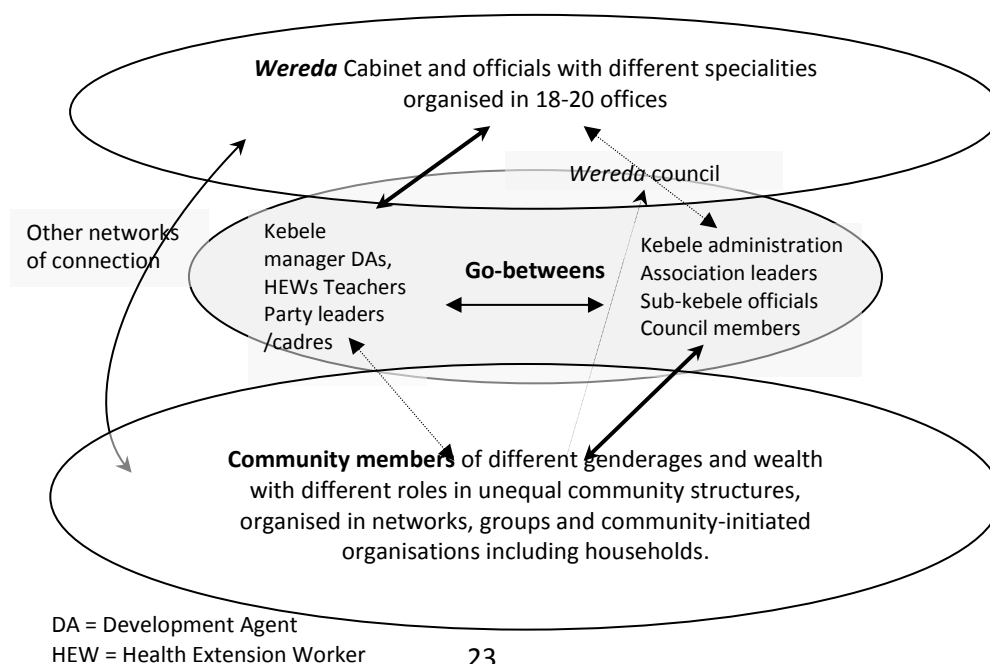 Wereda Cabinet and officials with different specialities
organised in 18-20 offices
Wereda council
Other networks
of connection
Kebele
manager DAs,
HEWs Teachers
Party leaders
/cadres
Go-betweens
Kebele administration
Association leaders
Sub-kebele officials
Council members
Community members of different genderages and wealth
with different roles in unequal community structures,
organised in networks, groups and community-initiated
organisations including households.
DA = Development Agent
HEW = Health Extension Worker
23